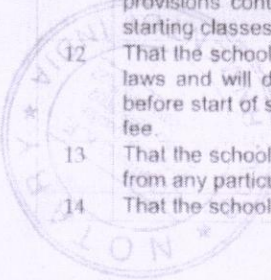 provisions cont
starting classes
12 That the school
laws and will d
before start of s
fee.
13 That the school
from any particu
14 That the school
NOT